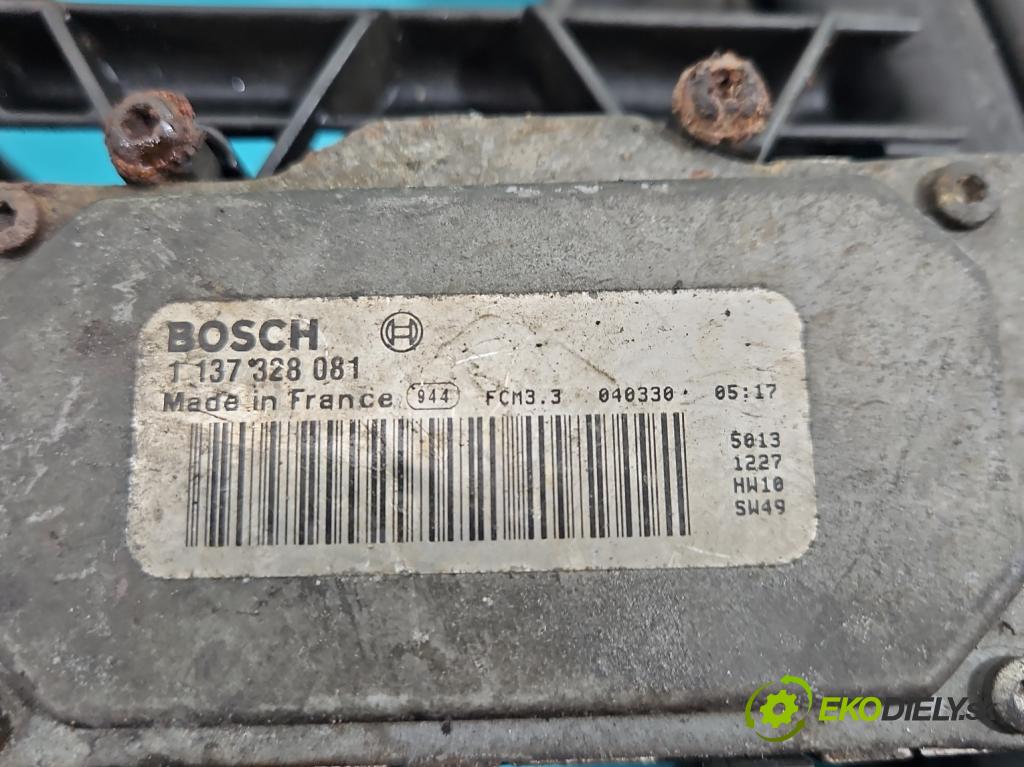 BOSCH
1 137 328 081
Made in France 944 FCM3.3 040330 05:17
5013
1227
HW10
SW49
EKODIELY.SK